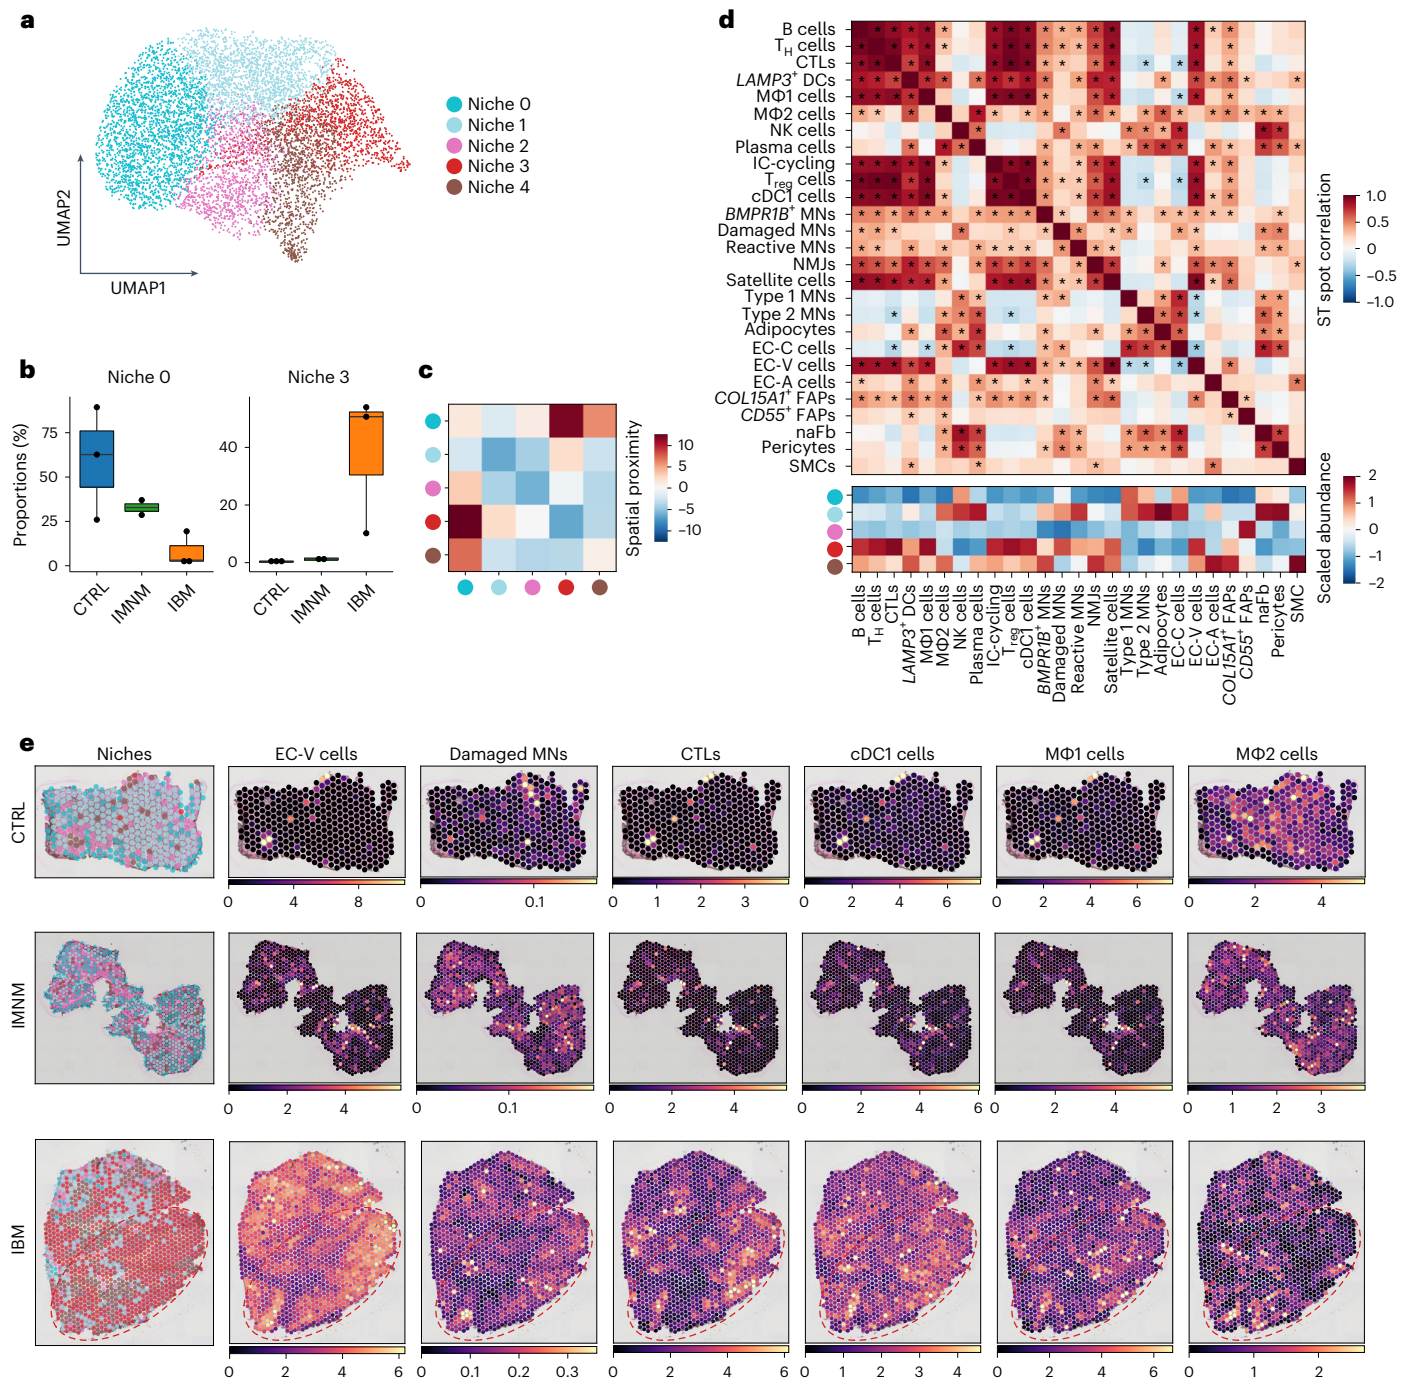 a
UMAP2
UMAP1
Niche 0
Niche 1
Niche 2
Niche 3
Niche 4
b
Niche 0
Niche 3
Proportions (%)
75
50
25
0
40
20
0
CTRL
IMNM
IBM
CTRL
IMNM
IBM
c
Spatial proximity
10
5
0
−5
−10
d
B cells
TH cells
CTLs
LAMP3+ DCs
MΦ1 cells
MΦ2 cells
NK cells
Plasma cells
IC-cycling
Treg cells
cDC1 cells
BMPR1B+ MNs
Damaged MNs
Reactive MNs
NMJs
Satellite cells
Type 1 MNs
Type 2 MNs
Adipocytes
EC-C cells
EC-V cells
EC-A cells
COL15A1+ FAPs
CD55+ FAPs
naFb
Pericytes
SMCs
ST spot correlation
1.0
0.5
0
−0.5
−1.0
Scaled abundance
2
1
0
−1
−2
B cells
TH cells
CTLs
LAMP3+ DCs
MΦ1 cells
MΦ2 cells
NK cells
Plasma cells
IC-cycling
Treg cells
cDC1 cells
BMPR1B+ MNs
Damaged MNs
Reactive MNs
NMJs
Satellite cells
Type 1 MNs
Type 2 MNs
Adipocytes
EC-C cells
EC-V cells
EC-A cells
COL15A1+ FAPs
CD55+ FAPs
naFb
Pericytes
SMC
e
Niches EC-V cells Damaged MNs CTLs cDC1 cells MΦ1 cells MΦ2 cells
CTRL
0 4 8 0 0.1 0 1 2 3 0 2 4 6 0 2 4 6 0 2 4
IMNM
0 2 4 0 0.1 0 2 4 0 2 4 6 0 2 4 0 1 2 3
IBM
0 2 4 6 0 0.1 0.2 0.3 0 2 4 6 0 1 2 3 4 0 2 4 6 0 1 2